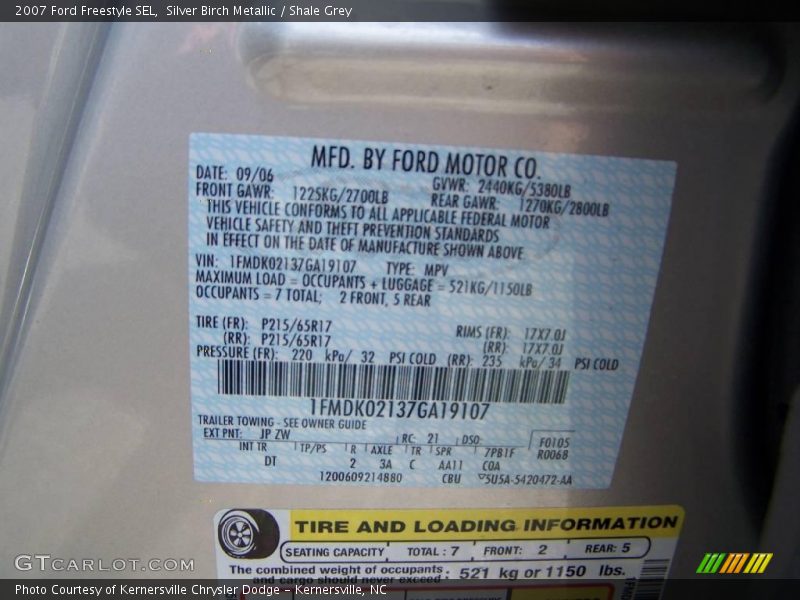 2007 Ford Freestyle SEL, Silver Birch Metallic / Shale Grey
MFD. BY FORD MOTOR CO.
DATE: 09/06 GVWR: 2440KG/5380LB
FRONT GAWR: 1225KG/2700LB REAR GAWR: 1270KG/2800LB
THIS VEHICLE CONFORMS TO ALL APPLICABLE FEDERAL MOTOR
VEHICLE SAFETY AND THEFT PREVENTION STANDARDS
IN EFFECT ON THE DATE OF MANUFACTURE SHOWN ABOVE
VIN: 1FMDK02137GA19107 TYPE: MPV
MAXIMUM LOAD = OCCUPANTS + LUGGAGE = 521KG/1150LB
OCCUPANTS = 7 TOTAL; 2 FRONT, 5 REAR
TIRE (FR): P215/65R17 RIMS (FR): 17X7.0J
(RR): P215/65R17 (RR): 17X7.0J
PRESSURE (FR): 220 kPa/ 32 PSI COLD (RR): 235 kPa/ 34 PSI COLD
1FMDK02137GA19107
TRAILER TOWING - SEE OWNER GUIDE
EXT PNT: JP ZW RC: 21 DSO: F0105
INT TR TP/PS R AXLE TR SPR 7PB1F R0068
DT 2 3A C AA11 C0A
1200609214880 CBU 5U5A-5420472-AA
TIRE AND LOADING INFORMATION
SEATING CAPACITY TOTAL : 7 FRONT: 2 REAR: 5
The combined weight of occupants
and cargo should never exceed : 521 kg or 1150 lbs.
GTCARLOT.COM
Photo Courtesy of Kernersville Chrysler Dodge - Kernersville, NC